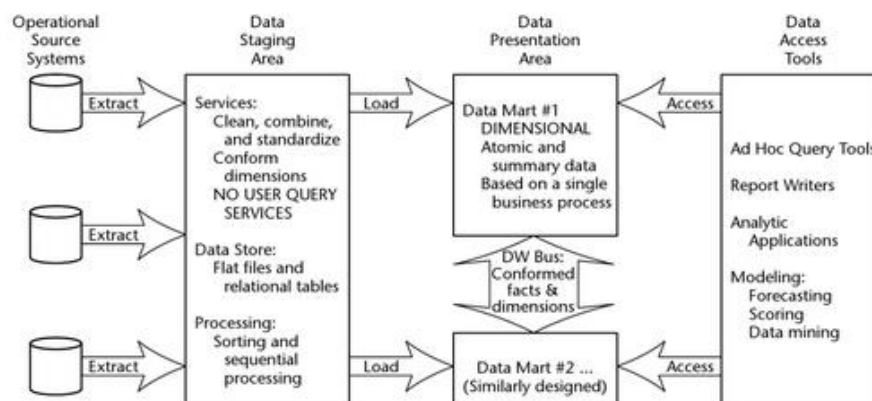 Operational
Source
Systems
Data
Staging
Area
Data
Presentation
Area
Data
Access
Tools
Extract
Extract
Extract
Services:
Clean, combine,
and standardize
Conform
dimensions
NO USER QUERY
SERVICES
Data Store:
Flat files and
relational tables
Processing:
Sorting and
sequential
processing
Load
Load
Data Mart #1
DIMENSIONAL
Atomic and
summary data
Based on a single
business process
DW Bus:
Conformed
facts &
dimensions
Data Mart #2 ...
(Similarly designed)
Access
Access
Ad Hoc Query Tools
Report Writers
Analytic
Applications
Modeling:
Forecasting
Scoring
Data mining